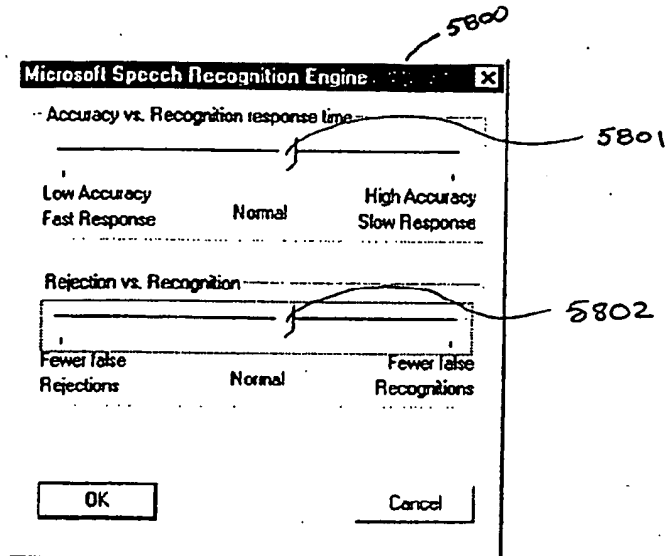 5800
Microsoft Speech Recognition Engine
Accuracy vs. Recognition response time
5801
Low Accuracy
Fast Response
Normal
High Accuracy
Slow Response
Rejection vs. Recognition
5802
Fewer false
Rejections
Normal
Fewer false
Recognitions
OK
Cancel